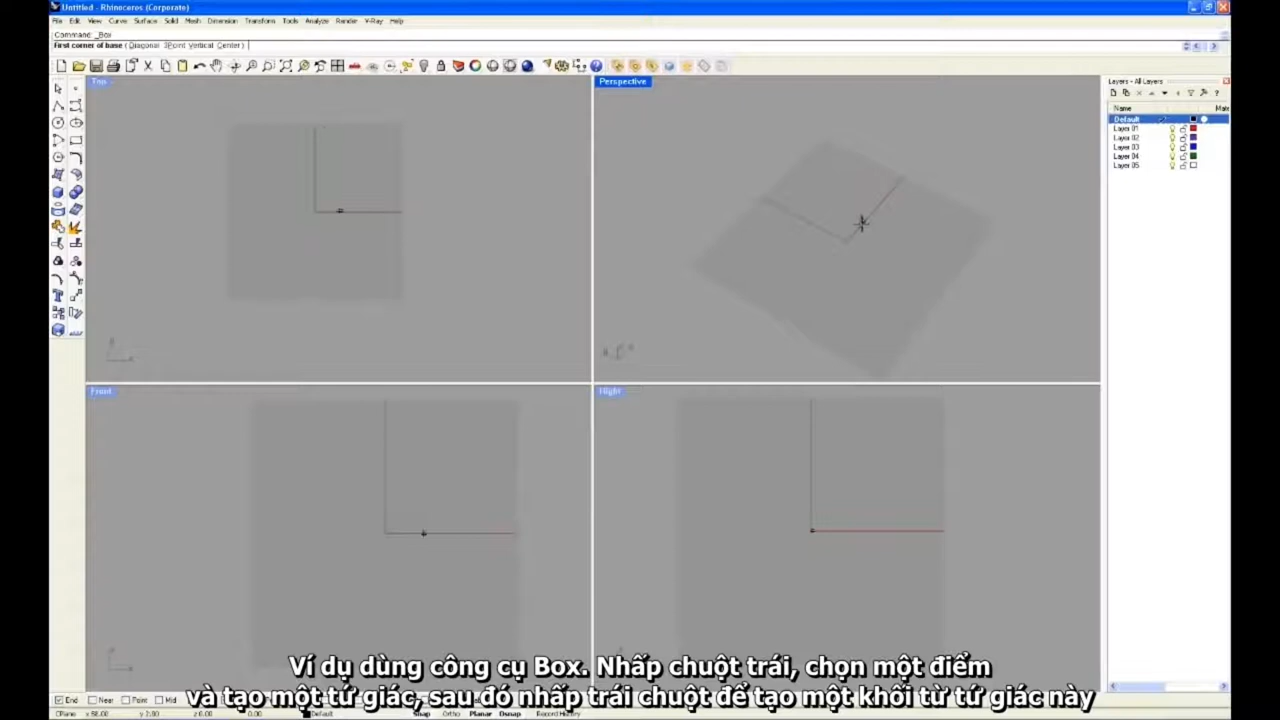 Untitled - Rhinoceros (Corporate)
File Edit View Curve Surface Solid Mesh Dimension Transform Tools Analyze Render V-Ray Help
Command: _Box
First corner of base ( Diagonal 3Point Vertical Center )
Top
Perspective
Layers - All Layers
Name Mate
Default
Layer 01
Layer 02
Layer 03
Layer 04
Layer 05
Front
Right
Ví dụ dùng công cụ Box. Nhấp chuột trái, chọn một điểm
và tạo một tứ giác, sau đó nhấp trái chuột để tạo một khối từ tứ giác này
End Near Point Mid
CPlane Default Snap Ortho Planar Osnap Record History